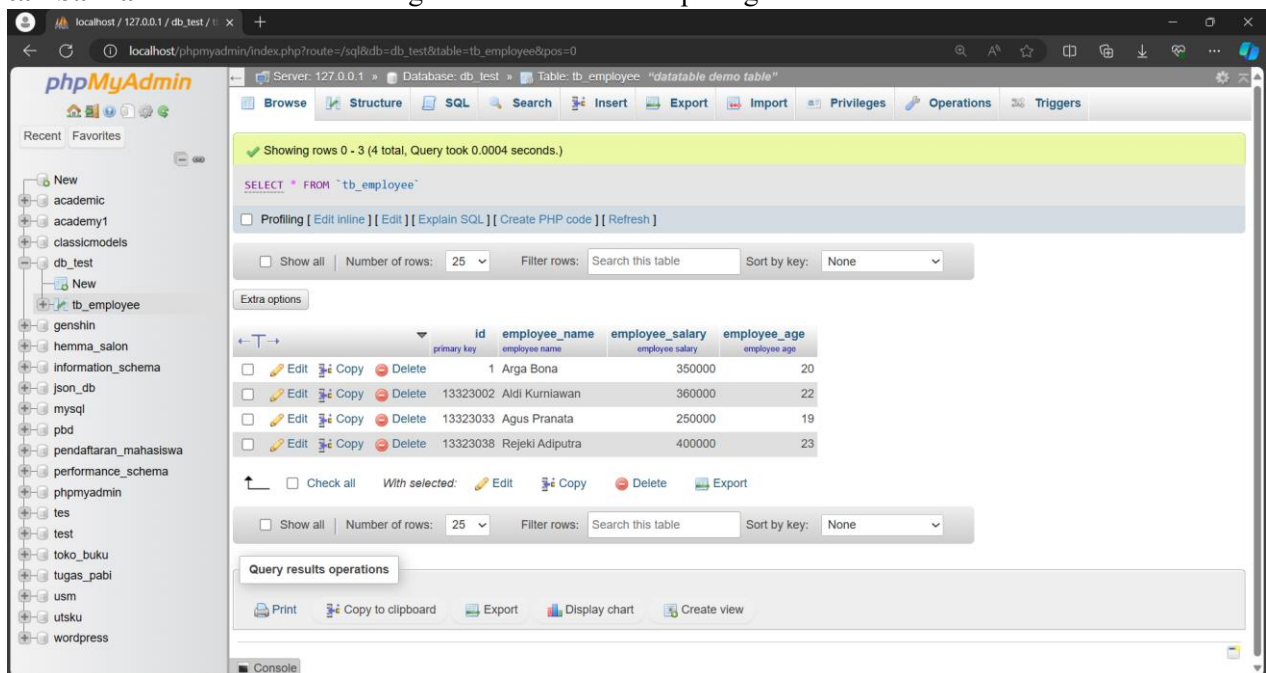 localhost / 127.0.0.1 / db_test / t
localhost/phpmyadmin/index.php?route=/sql&db=db_test&table=tb_employee&pos=0
phpMyAdmin
Recent Favorites
New
academic
academy1
classicmodels
db_test
New
tb_employee
genshin
hemma_salon
information_schema
json_db
mysql
pbd
pendaftaran_mahasiswa
performance_schema
phpmyadmin
tes
test
toko_buku
tugas_pabi
usm
utsku
wordpress
Server: 127.0.0.1 » Database: db_test » Table: tb_employee "datatable demo table"
Browse Structure SQL Search Insert Export Import Privileges Operations Triggers
Showing rows 0 - 3 (4 total, Query took 0.0004 seconds.)
SELECT * FROM `tb_employee`
Profiling [ Edit inline ] [ Edit ] [ Explain SQL ] [ Create PHP code ] [ Refresh ]
Show all | Number of rows: 25 Filter rows: Search this table Sort by key: None
Extra options
id employee_name employee_salary employee_age
primary key employee name employee salary employee age
Edit Copy Delete 1 Arga Bona 350000 20
Edit Copy Delete 13323002 Aldi Kurniawan 360000 22
Edit Copy Delete 13323033 Agus Pranata 250000 19
Edit Copy Delete 13323038 Rejeki Adiputra 400000 23
Check all With selected: Edit Copy Delete Export
Show all | Number of rows: 25 Filter rows: Search this table Sort by key: None
Query results operations
Print Copy to clipboard Export Display chart Create view
Console